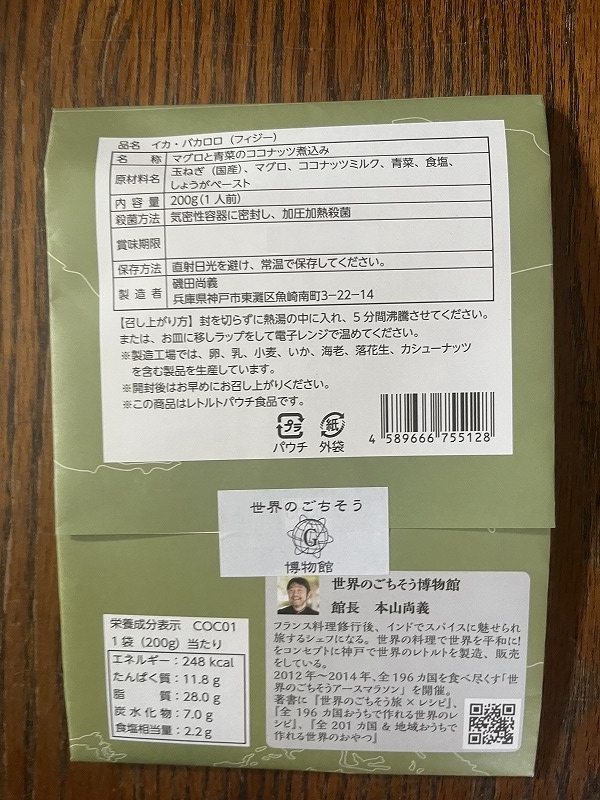 品名 イカ・バカロロ（フィジー）
名称 マグロと青菜のココナッツ煮込み
原材料名 玉ねぎ（国産）、マグロ、ココナッツミルク、青菜、食塩、
しょうがペースト
内容量 200g（1人前）
殺菌方法 気密性容器に密封し、加圧加熱殺菌
賞味期限
保存方法 直射日光を避け、常温で保存してください。
製造者 磯田尚義
兵庫県神戸市東灘区魚崎南町3−22−14
【召し上がり方】封を切らずに熱湯の中に入れ、5分間沸騰させてください。
または、お皿に移しラップをして電子レンジで温めてください。
※製造工場では、卵、乳、小麦、いか、海老、落花生、カシューナッツ
を含む製品を生産しています。
※開封後はお早めにお召し上がりください。
※この商品はレトルトパウチ食品です。
プラ
パウチ
紙
外袋
4 589666 755128
世界のごちそう
G
博物館
世界のごちそう博物館
館長 本山尚義
フランス料理修行後、インドでスパイスに魅せられ
旅するシェフになる。世界の料理で世界を平和に!
をコンセプトに神戸で世界のレトルトを製造、販売
をしている。
2012年〜2014年、全196カ国を食べ尽くす「世
界のごちそうアースマラソン」を開催。
著書に『世界のごちそう旅×レシピ』、
『全196カ国おうちで作れる世界のレ
シピ』、『全201カ国&地域おうちで
作れる世界のおやつ』
栄養成分表示 COC01
1袋（200g）当たり
エネルギー：248 kcal
たんぱく質：11.8 g
脂質：28.0 g
炭水化物：7.0 g
食塩相当量：2.2 g